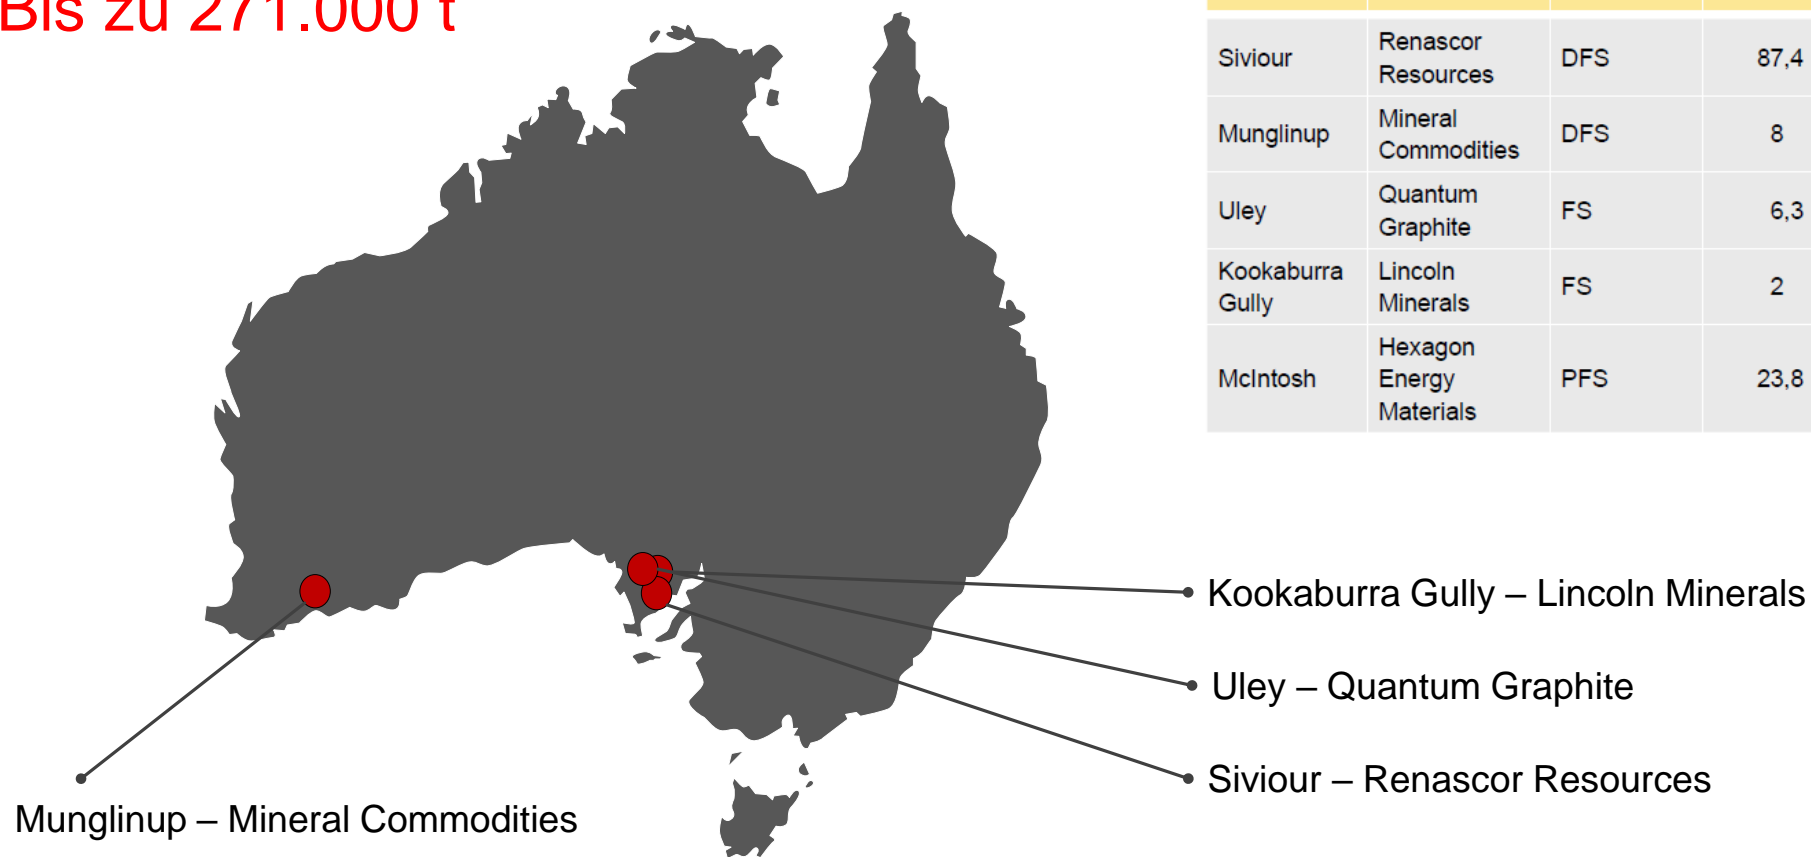 Bis zu 271.000 t
Siviour Renascor Resources DFS 87,4
Munglinup Mineral Commodities DFS 8
Uley Quantum Graphite FS 6,3
Kookaburra Gully Lincoln Minerals FS 2
McIntosh Hexagon Energy Materials PFS 23,8
Kookaburra Gully – Lincoln Minerals
Uley – Quantum Graphite
Siviour – Renascor Resources
Munglinup – Mineral Commodities